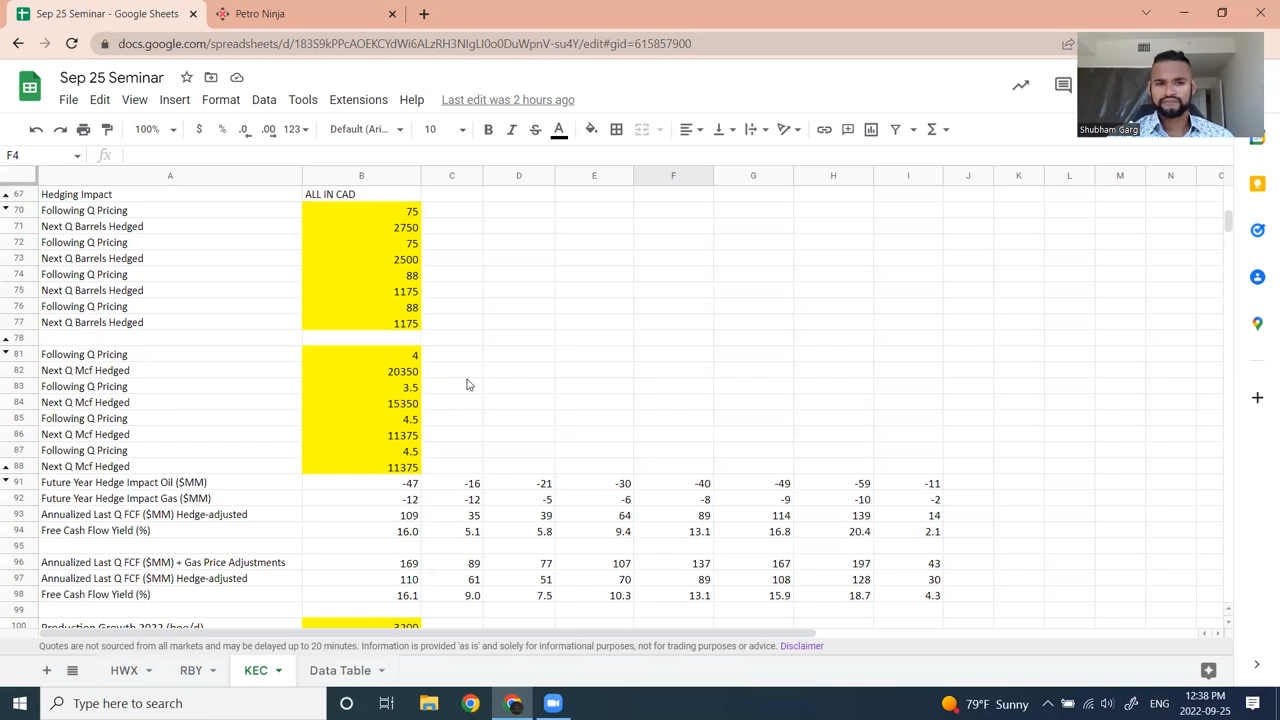 Sep 25 Seminar - Google Sheets
Petro Ninja
docs.google.com/spreadsheets/d/183S9kPPcAOEKCYdWi6ALzRH3NIgLI0o0DuWpnV-su4Y/edit#gid=615857900
Sep 25 Seminar
File Edit View Insert Format Data Tools Extensions Help Last edit was 2 hours ago
Shubham Garg
100% $ % .0 .00 123 Default (Ari... 10 B I S A
F4 fx
A B C D E F G H I J K L M N
67 Hedging Impact ALL IN CAD
70 Following Q Pricing 75
71 Next Q Barrels Hedged 2750
72 Following Q Pricing 75
73 Next Q Barrels Hedged 2500
74 Following Q Pricing 88
75 Next Q Barrels Hedged 1175
76 Following Q Pricing 88
77 Next Q Barrels Hedged 1175
78
81 Following Q Pricing 4
82 Next Q Mcf Hedged 20350
83 Following Q Pricing 3.5
84 Next Q Mcf Hedged 15350
85 Following Q Pricing 4.5
86 Next Q Mcf Hedged 11375
87 Following Q Pricing 4.5
88 Next Q Mcf Hedged 11375
91 Future Year Hedge Impact Oil ($MM) -47 -16 -21 -30 -40 -49 -59 -11
92 Future Year Hedge Impact Gas ($MM) -12 -12 -5 -6 -8 -9 -10 -2
93 Annualized Last Q FCF ($MM) Hedge-adjusted 109 35 39 64 89 114 139 14
94 Free Cash Flow Yield (%) 16.0 5.1 5.8 9.4 13.1 16.8 20.4 2.1
95
96 Annualized Last Q FCF ($MM) + Gas Price Adjustments 169 89 77 107 137 167 197 43
97 Annualized Last Q FCF ($MM) Hedge-adjusted 110 61 51 70 89 108 128 30
98 Free Cash Flow Yield (%) 16.1 9.0 7.5 10.3 13.1 15.9 18.7 4.3
99
100 Production Growth 2022 (boe/d) 3200
Quotes are not sourced from all markets and may be delayed up to 20 minutes. Information is provided 'as is' and solely for informational purposes, not for trading purposes or advice. Disclaimer
HWX RBY KEC Data Table
Type here to search
79°F Sunny ENG 12:38 PM
2022-09-25